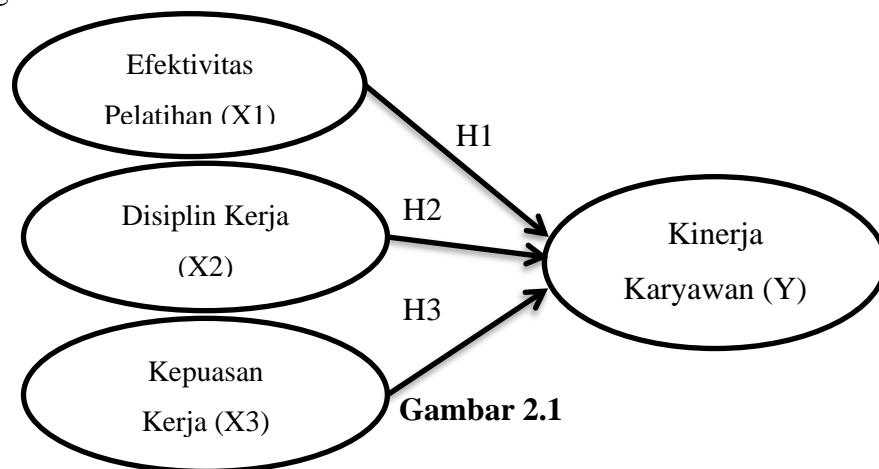 Efektivitas
Pelatihan (X1)
H1
Disiplin Kerja
(X2)
H2
Kinerja
Karyawan (Y)
H3
Kepuasan
Kerja (X3)
Gambar 2.1